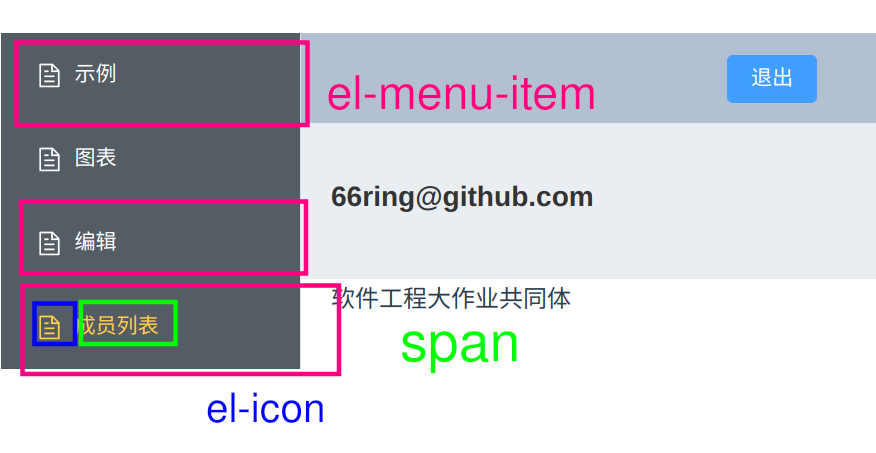 示例
el-menu-item
退出
图表
66ring@github.com
编辑
软件工程大作业共同体
成员列表
span
el-icon